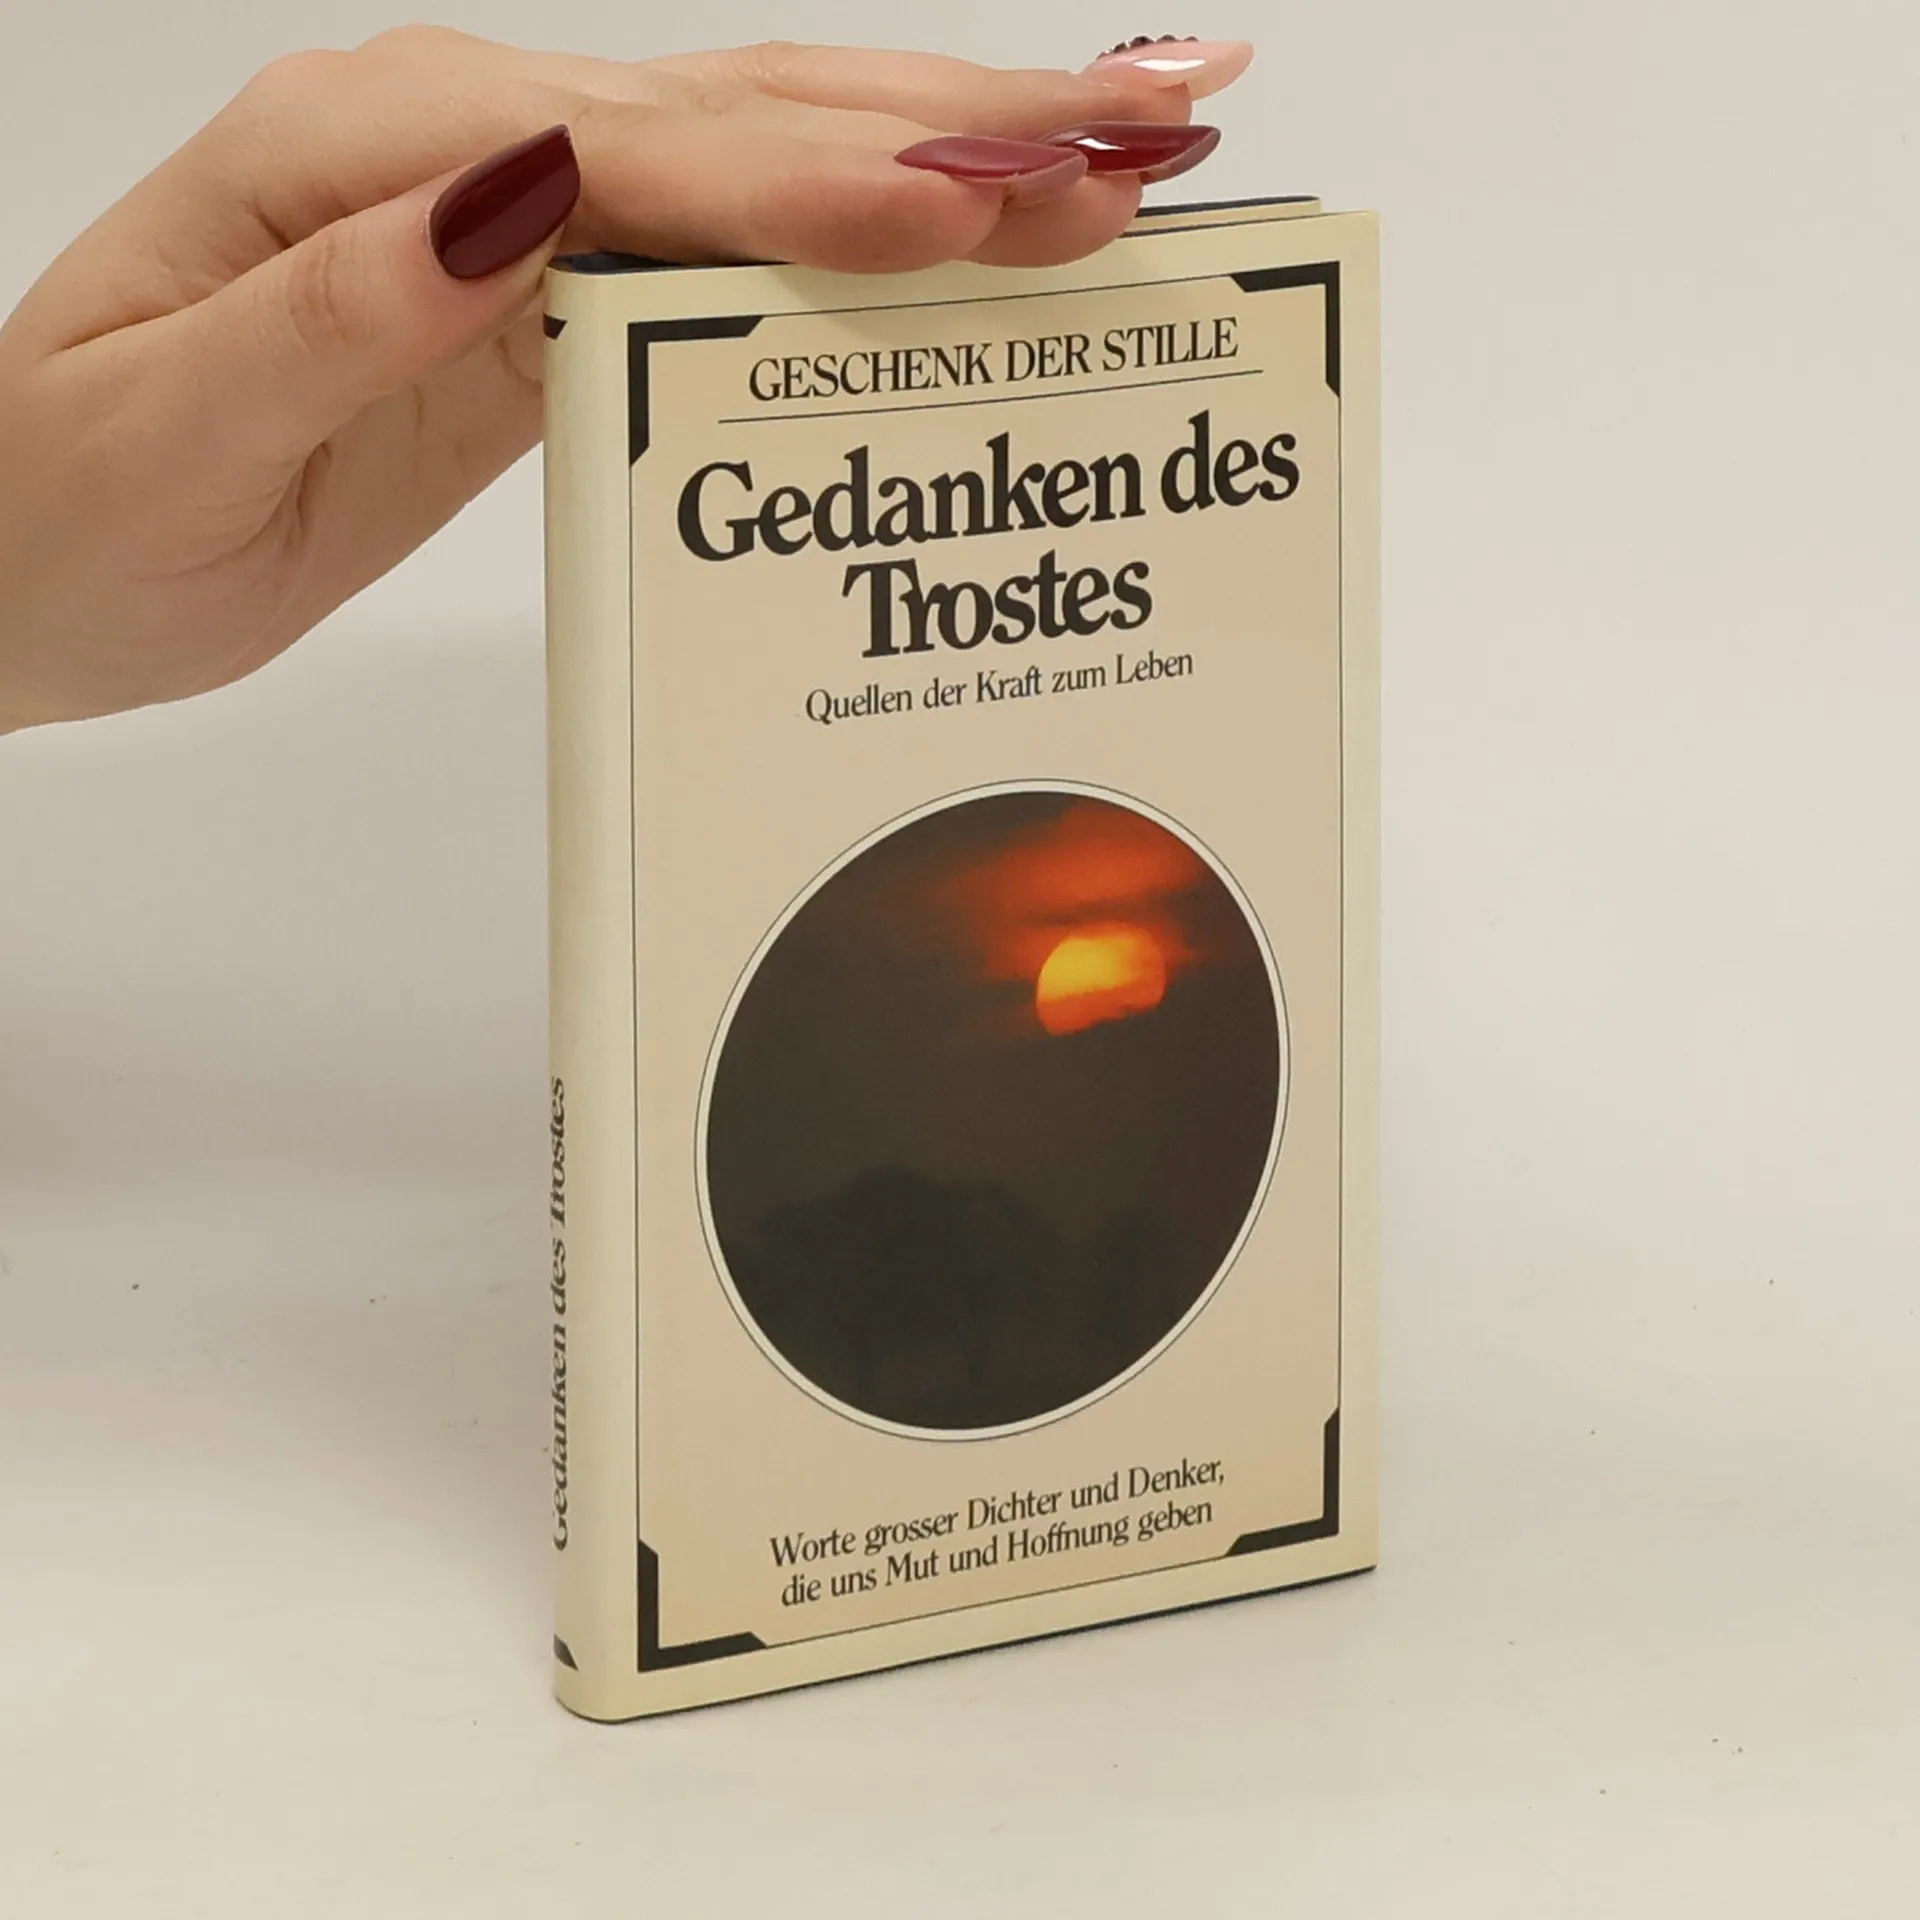 GESCHENK DER STILLE
Gedanken des
Trostes
Quellen der Kraft zum Leben
Worte grosser Dichter und Denker,
die uns Mut und Hoffnung geben
Gedanken des Trostes